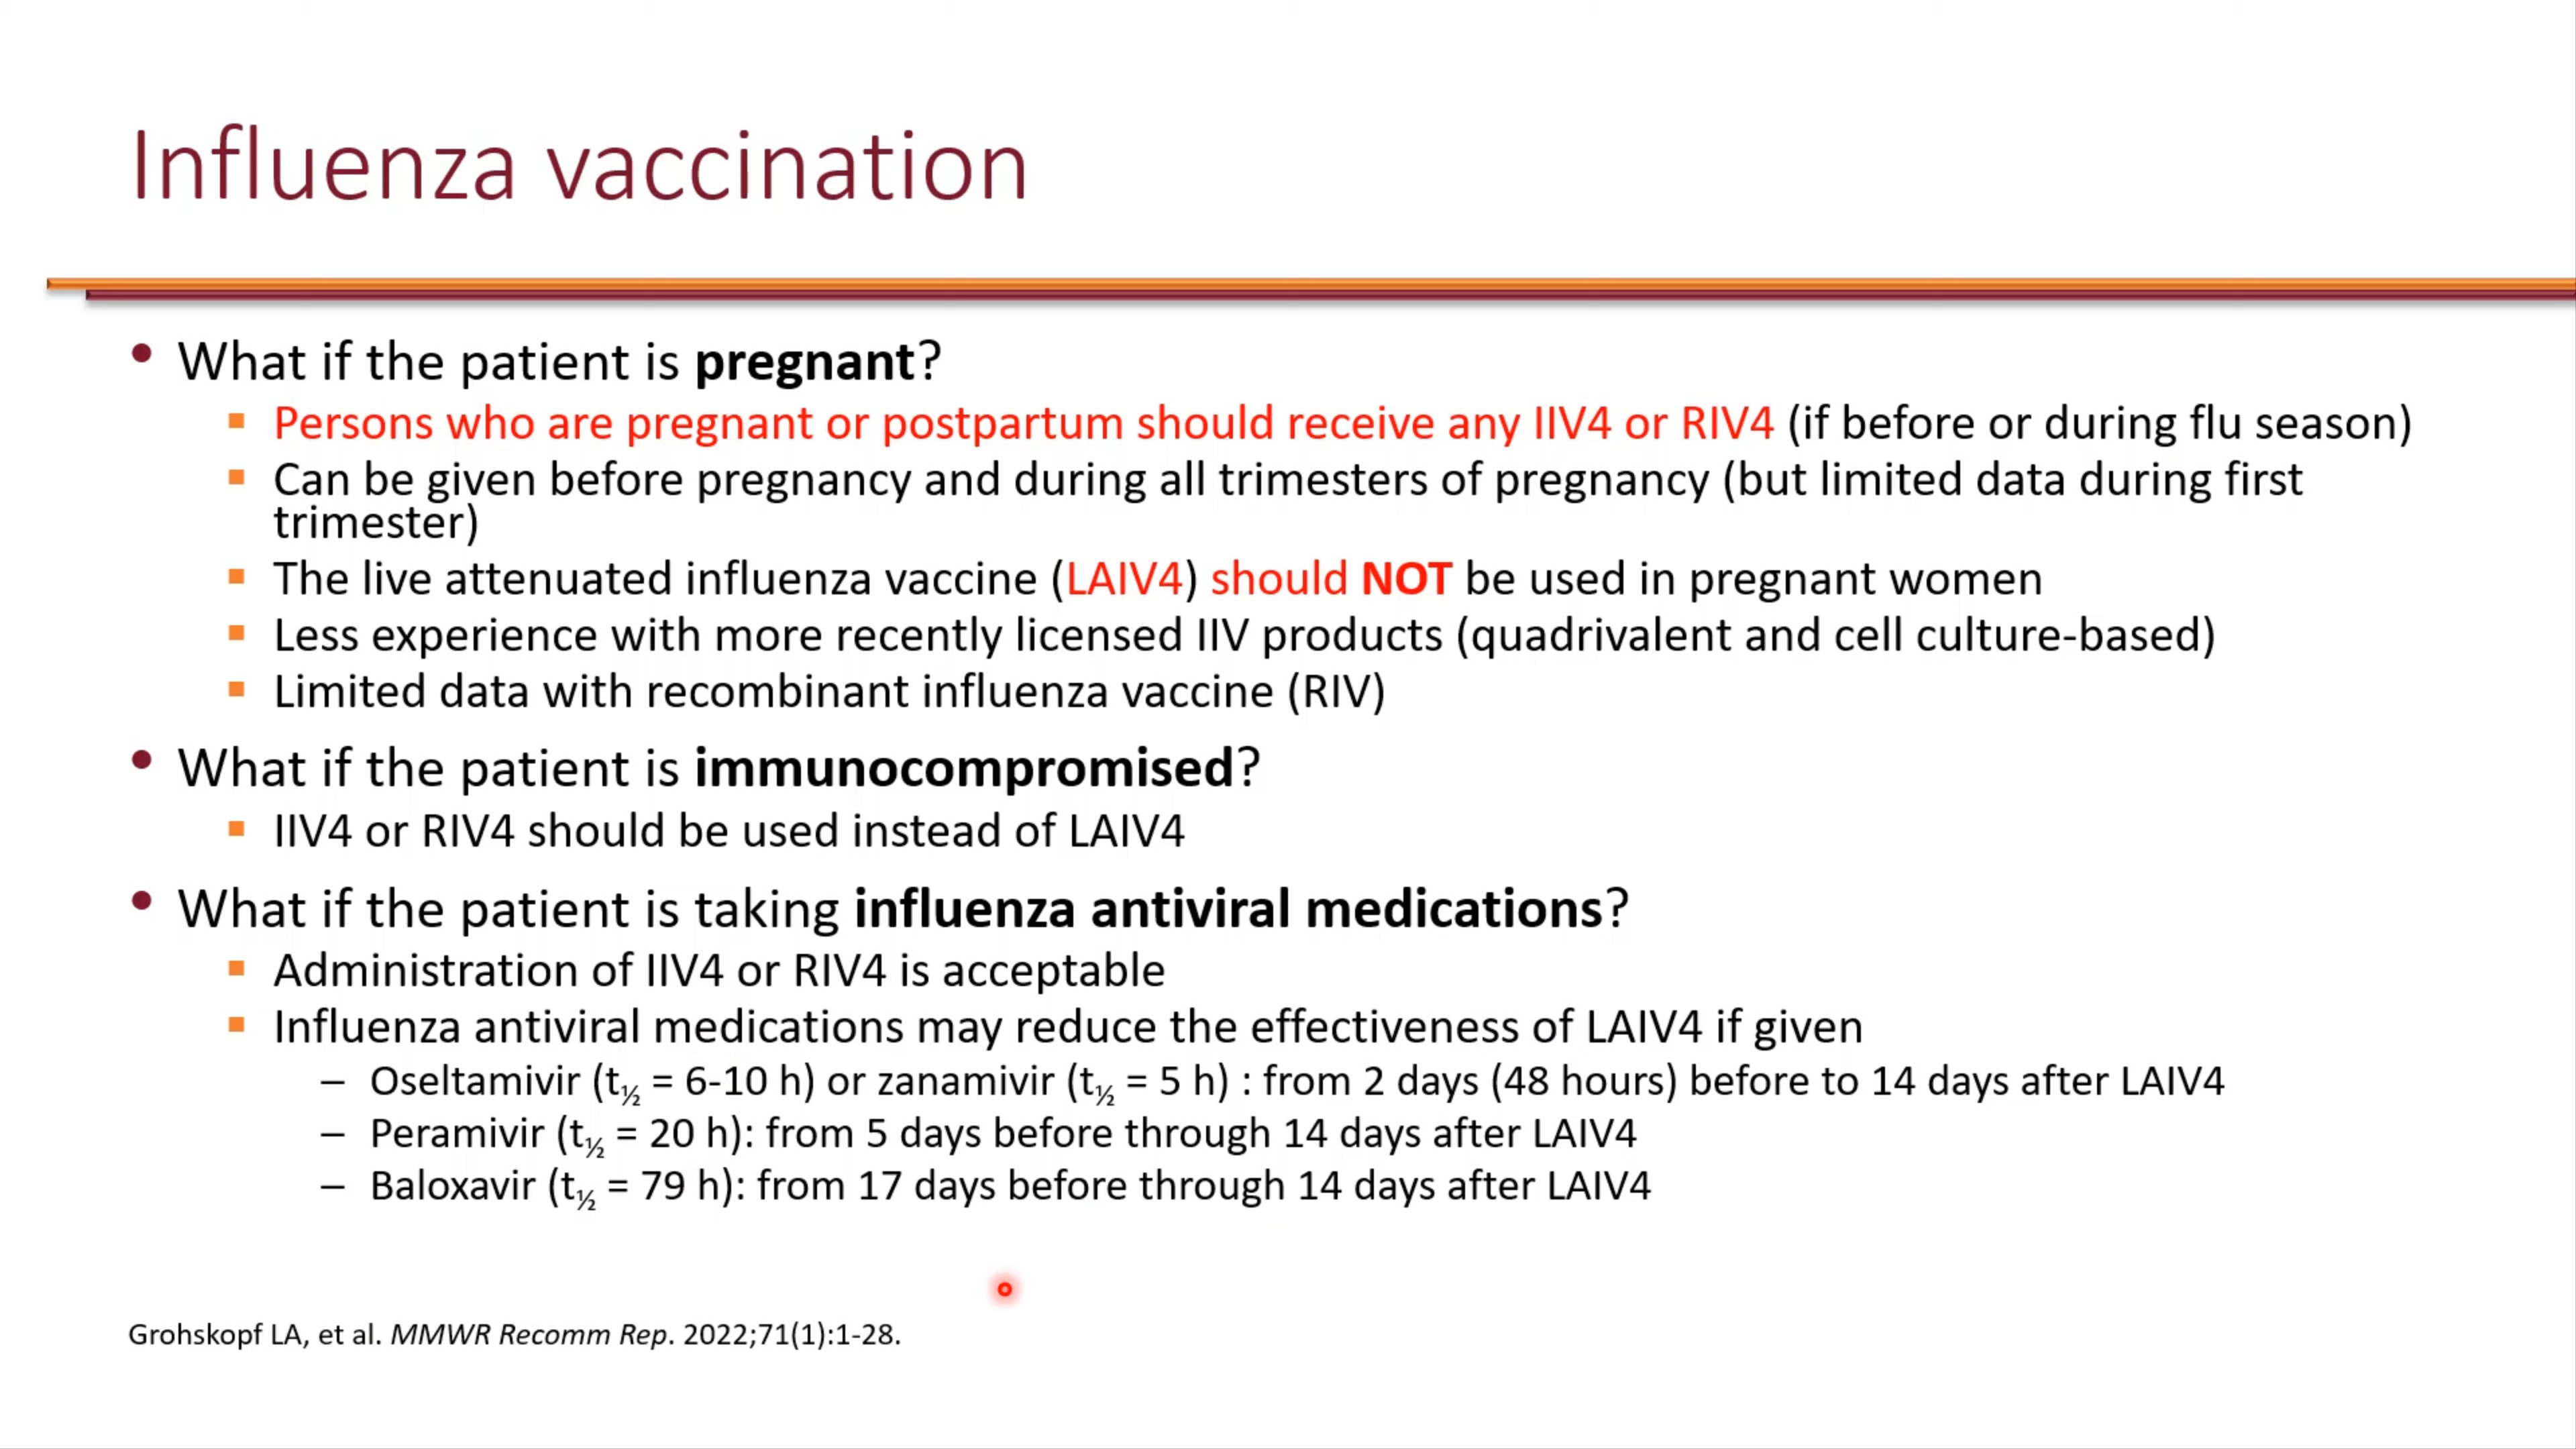 Influenza vaccination
• What if the patient is pregnant?
▪ Persons who are pregnant or postpartum should receive any IIV4 or RIV4 (if before or during flu season)
▪ Can be given before pregnancy and during all trimesters of pregnancy (but limited data during first
trimester)
▪ The live attenuated influenza vaccine (LAIV4) should NOT be used in pregnant women
▪ Less experience with more recently licensed IIV products (quadrivalent and cell culture-based)
▪ Limited data with recombinant influenza vaccine (RIV)
• What if the patient is immunocompromised?
▪ IIV4 or RIV4 should be used instead of LAIV4
• What if the patient is taking influenza antiviral medications?
▪ Administration of IIV4 or RIV4 is acceptable
▪ Influenza antiviral medications may reduce the effectiveness of LAIV4 if given
– Oseltamivir (t½ = 6-10 h) or zanamivir (t½ = 5 h) : from 2 days (48 hours) before to 14 days after LAIV4
– Peramivir (t½ = 20 h): from 5 days before through 14 days after LAIV4
– Baloxavir (t½ = 79 h): from 17 days before through 14 days after LAIV4
Grohskopf LA, et al. MMWR Recomm Rep. 2022;71(1):1-28.